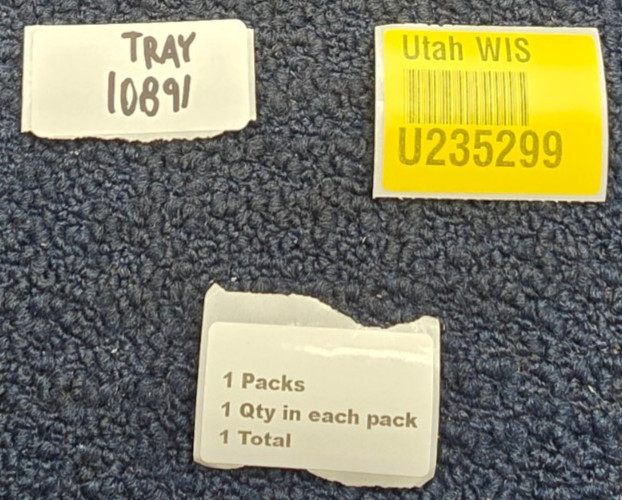 TRAY
10891
Utah WIS
U235299
1 Packs
1 Qty in each pack
1 Total